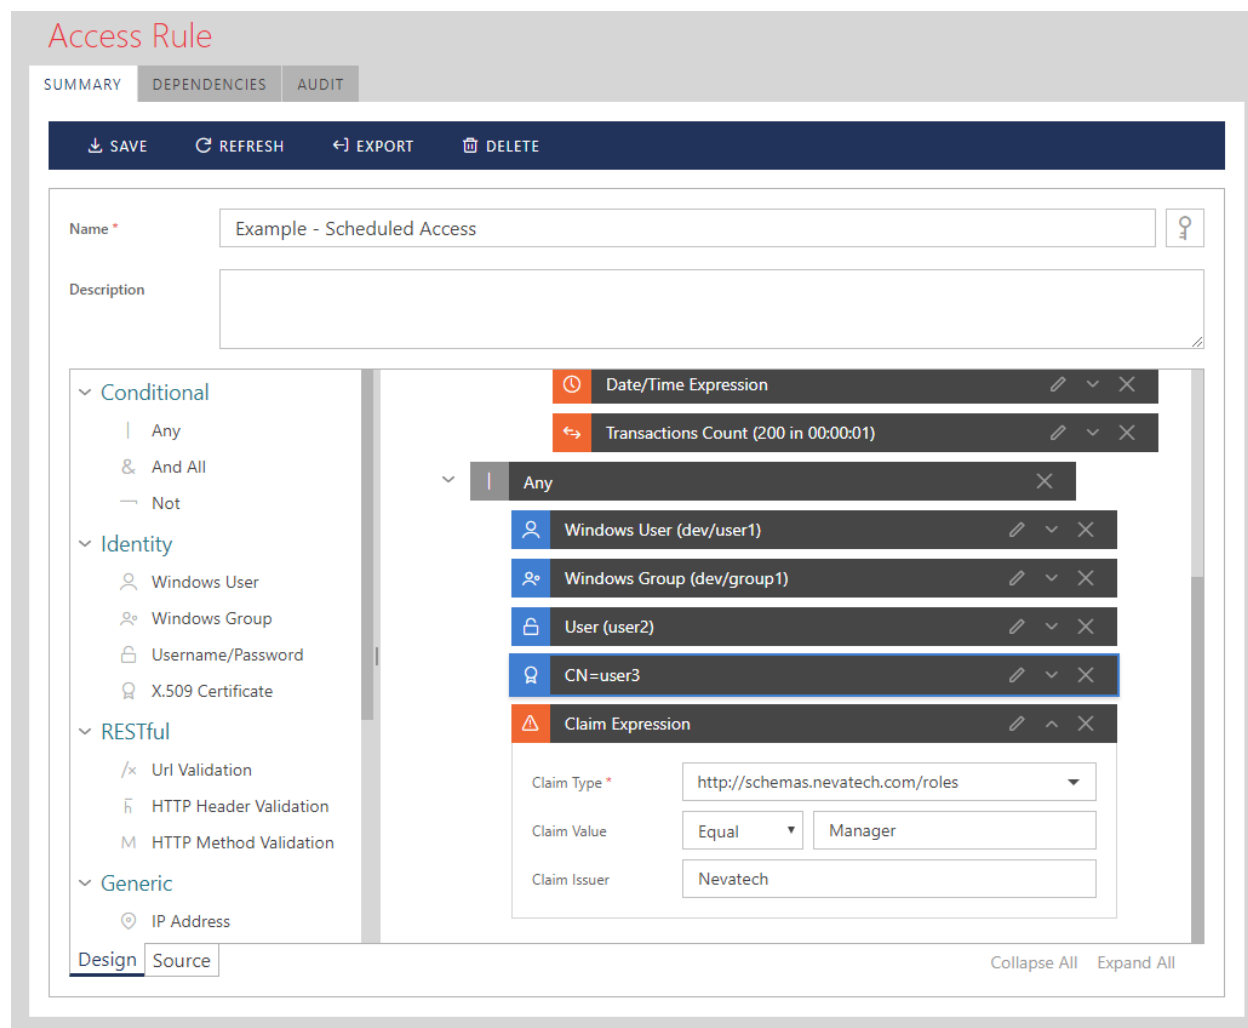 Access Rule
SUMMARY DEPENDENCIES AUDIT
SAVE REFRESH EXPORT DELETE
Name * Example - Scheduled Access
Description
Conditional
Any
And All
Not
Identity
Windows User
Windows Group
Username/Password
X.509 Certificate
RESTful
Url Validation
HTTP Header Validation
HTTP Method Validation
Generic
IP Address
Date/Time Expression
Transactions Count (200 in 00:00:01)
Any
Windows User (dev/user1)
Windows Group (dev/group1)
User (user2)
CN=user3
Claim Expression
Claim Type * http://schemas.nevatech.com/roles
Claim Value Equal Manager
Claim Issuer Nevatech
Design Source
Collapse All Expand All